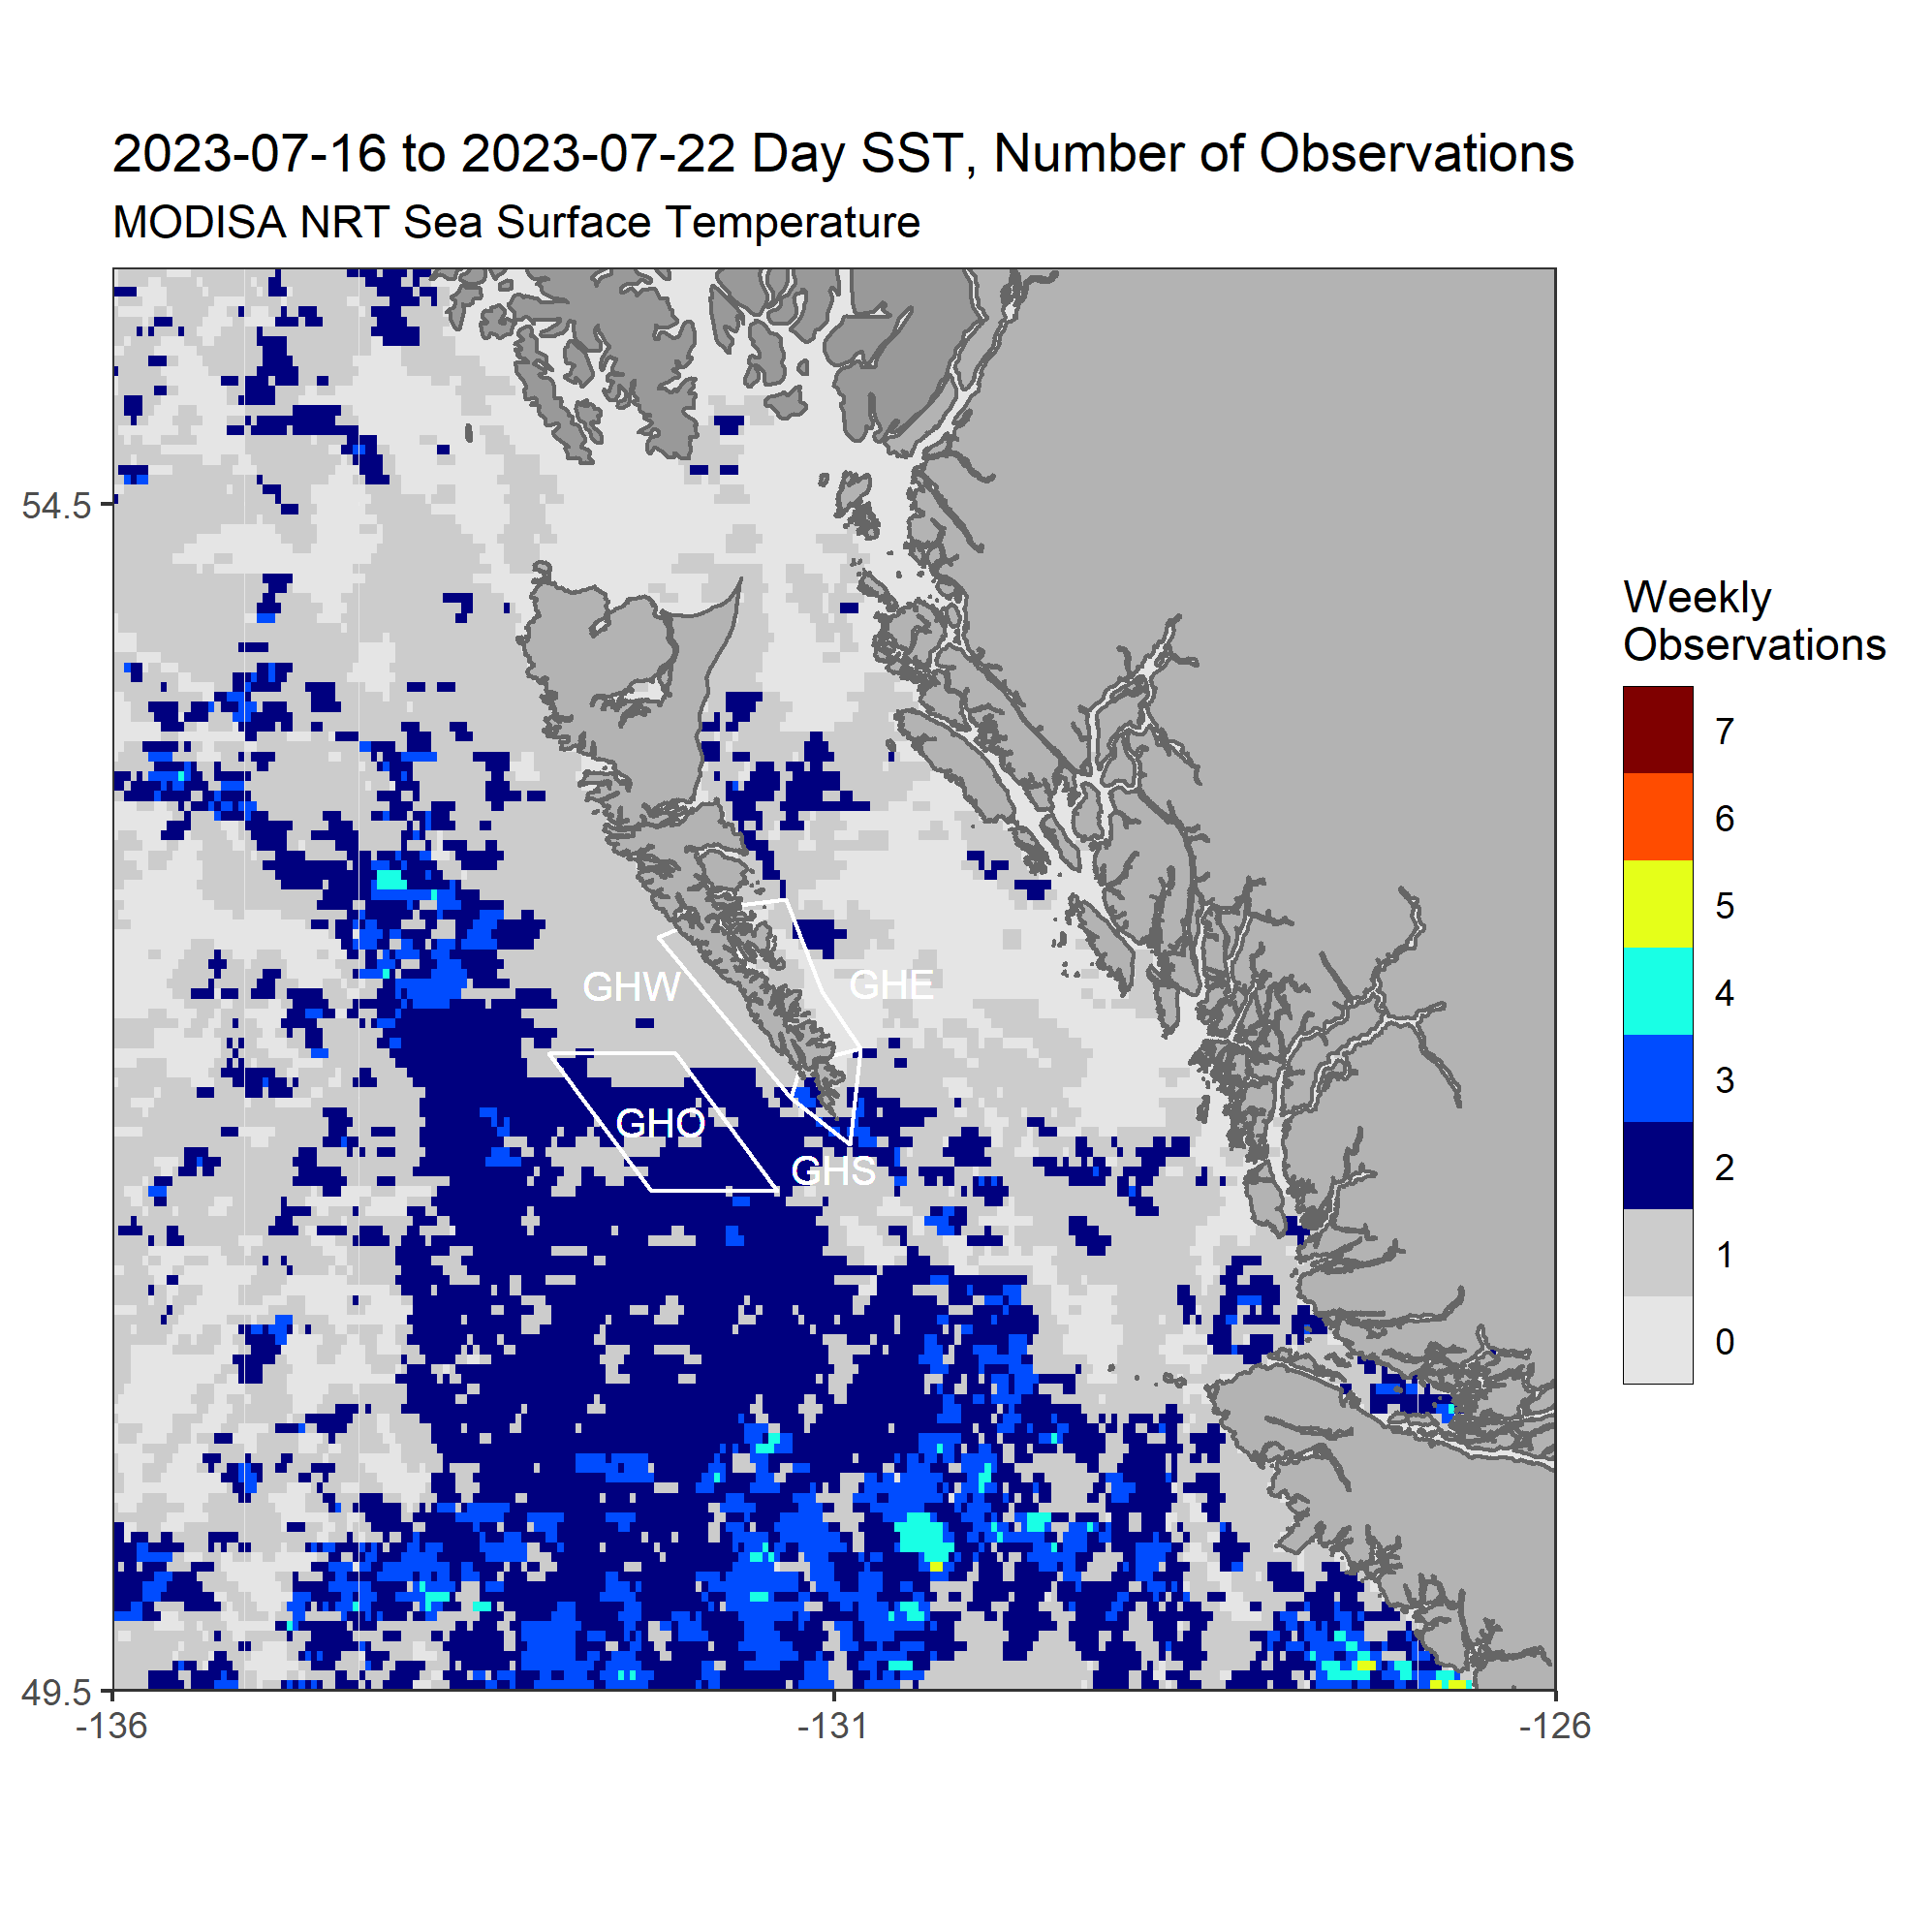 2023-07-16 to 2023-07-22 Day SST, Number of Observations
MODISA NRT Sea Surface Temperature
54.5
49.5
-136
-131
-126
GHW
GHE
GHO
GHS
Weekly
Observations
7
6
5
4
3
2
1
0